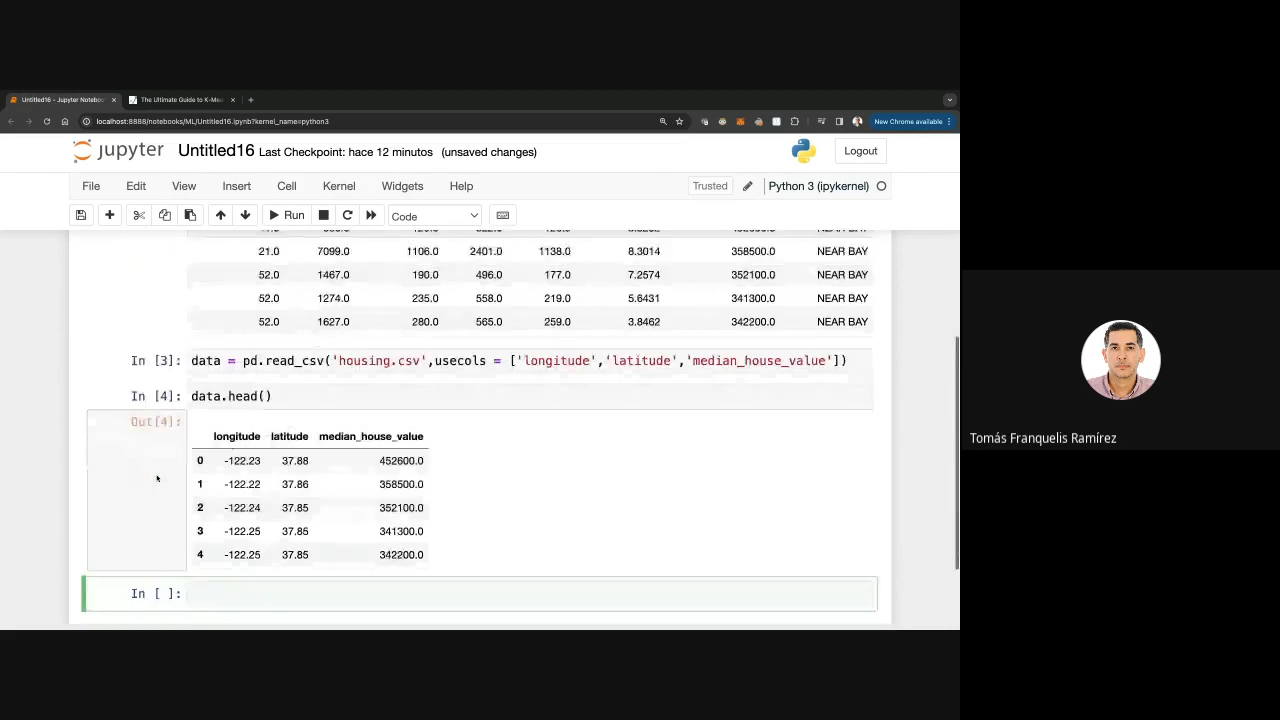 Untitled16 - Jupyter Noteboo
The Ultimate Guide to K-Mea
localhost:8888/notebooks/ML/Untitled16.ipynb?kernel_name=python3
New Chrome available
jupyter Untitled16 Last Checkpoint: hace 12 minutos (unsaved changes)
Logout
File Edit View Insert Cell Kernel Widgets Help
Trusted Python 3 (ipykernel)
Run Code
21.0 7099.0 1106.0 2401.0 1138.0 8.3014 358500.0 NEAR BAY
52.0 1467.0 190.0 496.0 177.0 7.2574 352100.0 NEAR BAY
52.0 1274.0 235.0 558.0 219.0 5.6431 341300.0 NEAR BAY
52.0 1627.0 280.0 565.0 259.0 3.8462 342200.0 NEAR BAY
In [3]: data = pd.read_csv('housing.csv',usecols = ['longitude','latitude','median_house_value'])
In [4]: data.head()
Out[4]:
longitude latitude median_house_value
0 -122.23 37.88 452600.0
1 -122.22 37.86 358500.0
2 -122.24 37.85 352100.0
3 -122.25 37.85 341300.0
4 -122.25 37.85 342200.0
In [ ]:
Tomás Franquelis Ramírez